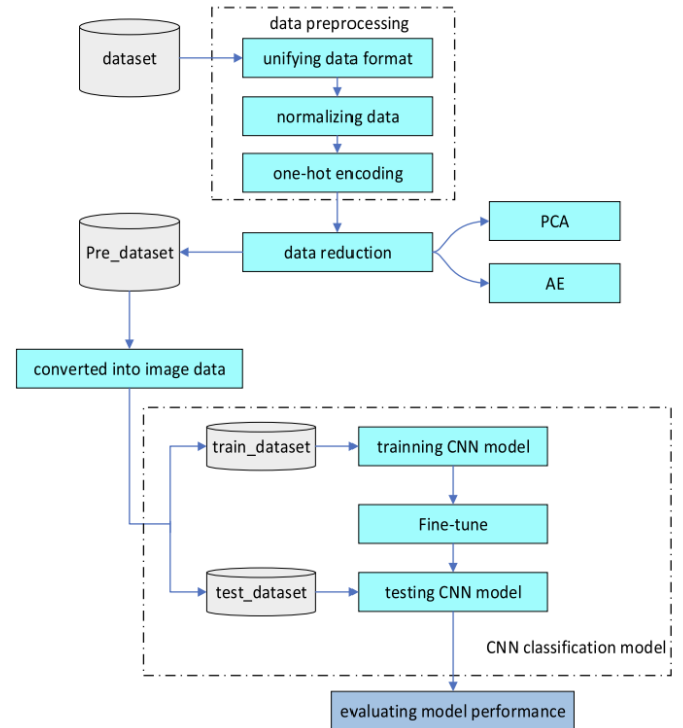 data preprocessing
dataset
unifying data format
normalizing data
one-hot encoding
PCA
Pre_dataset
data reduction
AE
converted into image data
train_dataset
trainning CNN model
Fine-tune
test_dataset
testing CNN model
CNN classification model
evaluating model performance